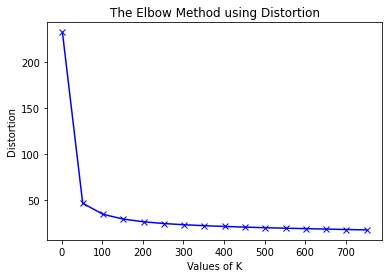 The Elbow Method using Distortion
200
150
100
50
Distortion
0 100 200 300 400 500 600 700
Values of K